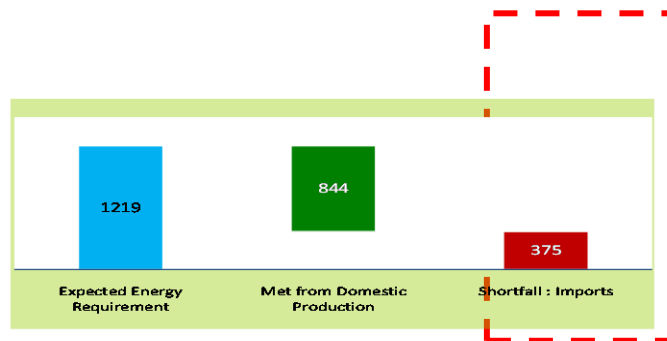 1219
844
375
Expected Energy
Requirement
Met from Domestic
Production
Shortfall : Imports